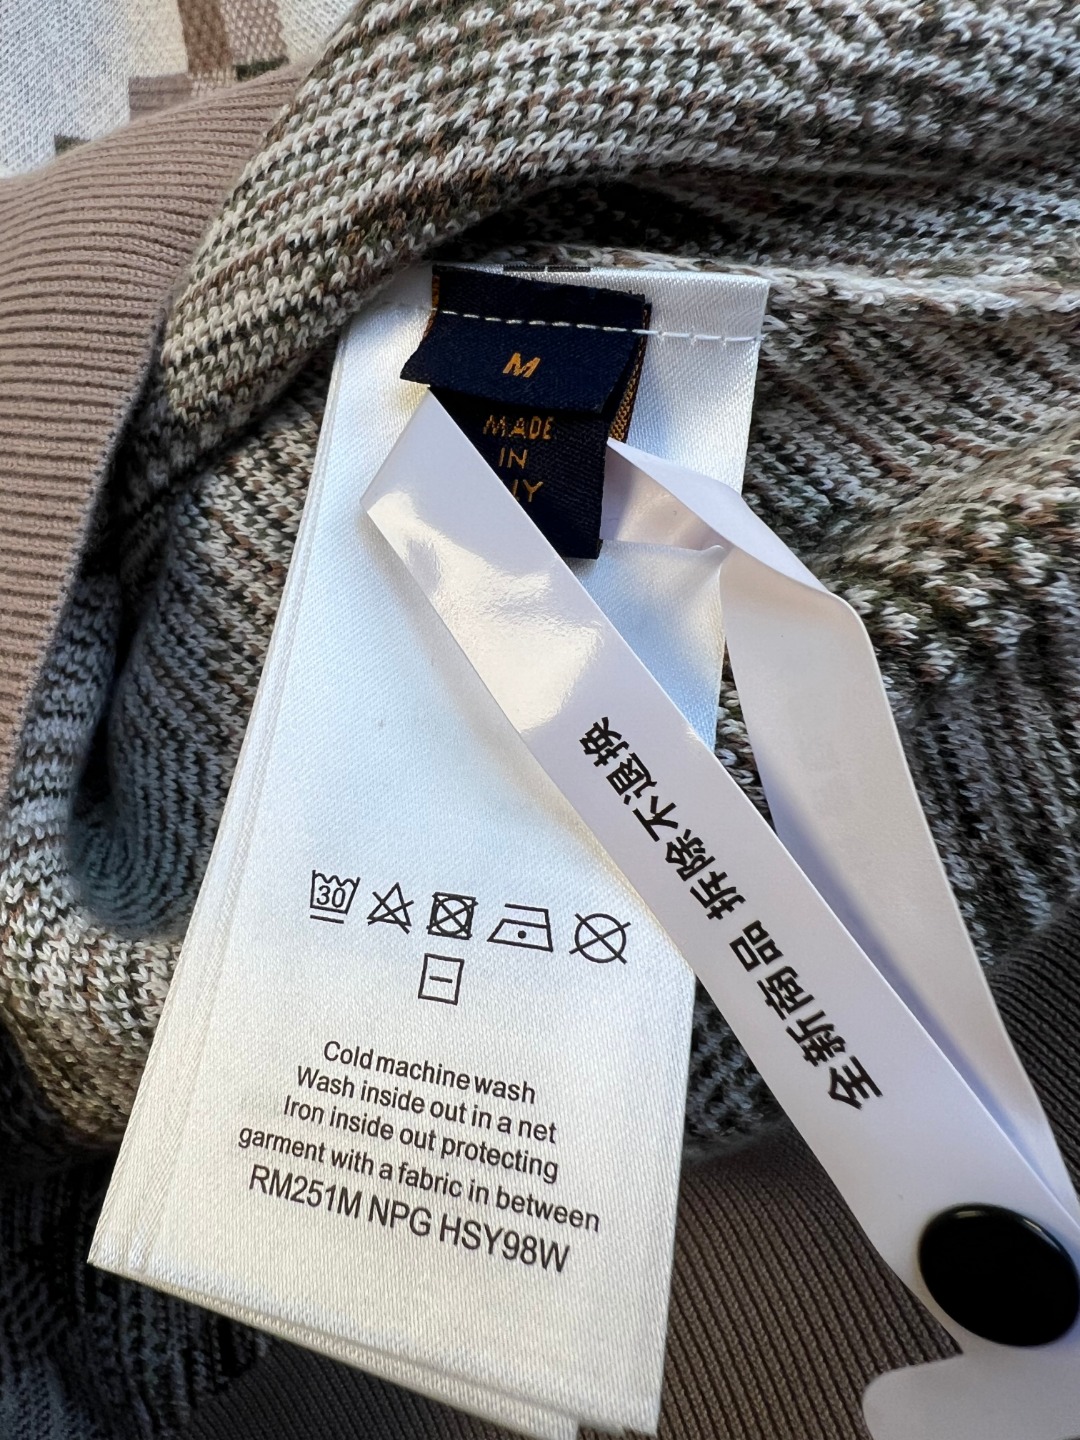 M
MADE
IN
30
Cold machine wash
Wash inside out in a net
Iron inside out protecting
garment with a fabric in between
RM251M NPG HSY98W
全新商品 拆除不退换